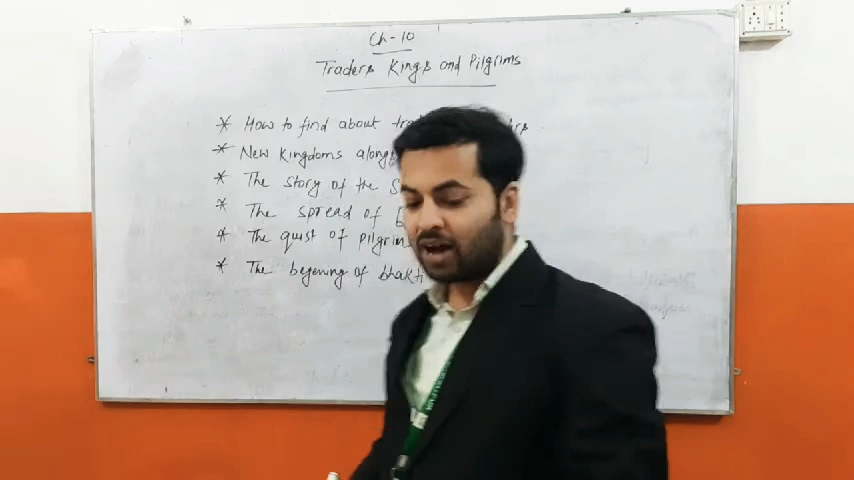 Ch-10
Traders Kings and Pilgrims
* How to find about
* New Kingdoms along
* The story of the S
* The spread of
* The quest of pilgrims
* The begening of bhakti